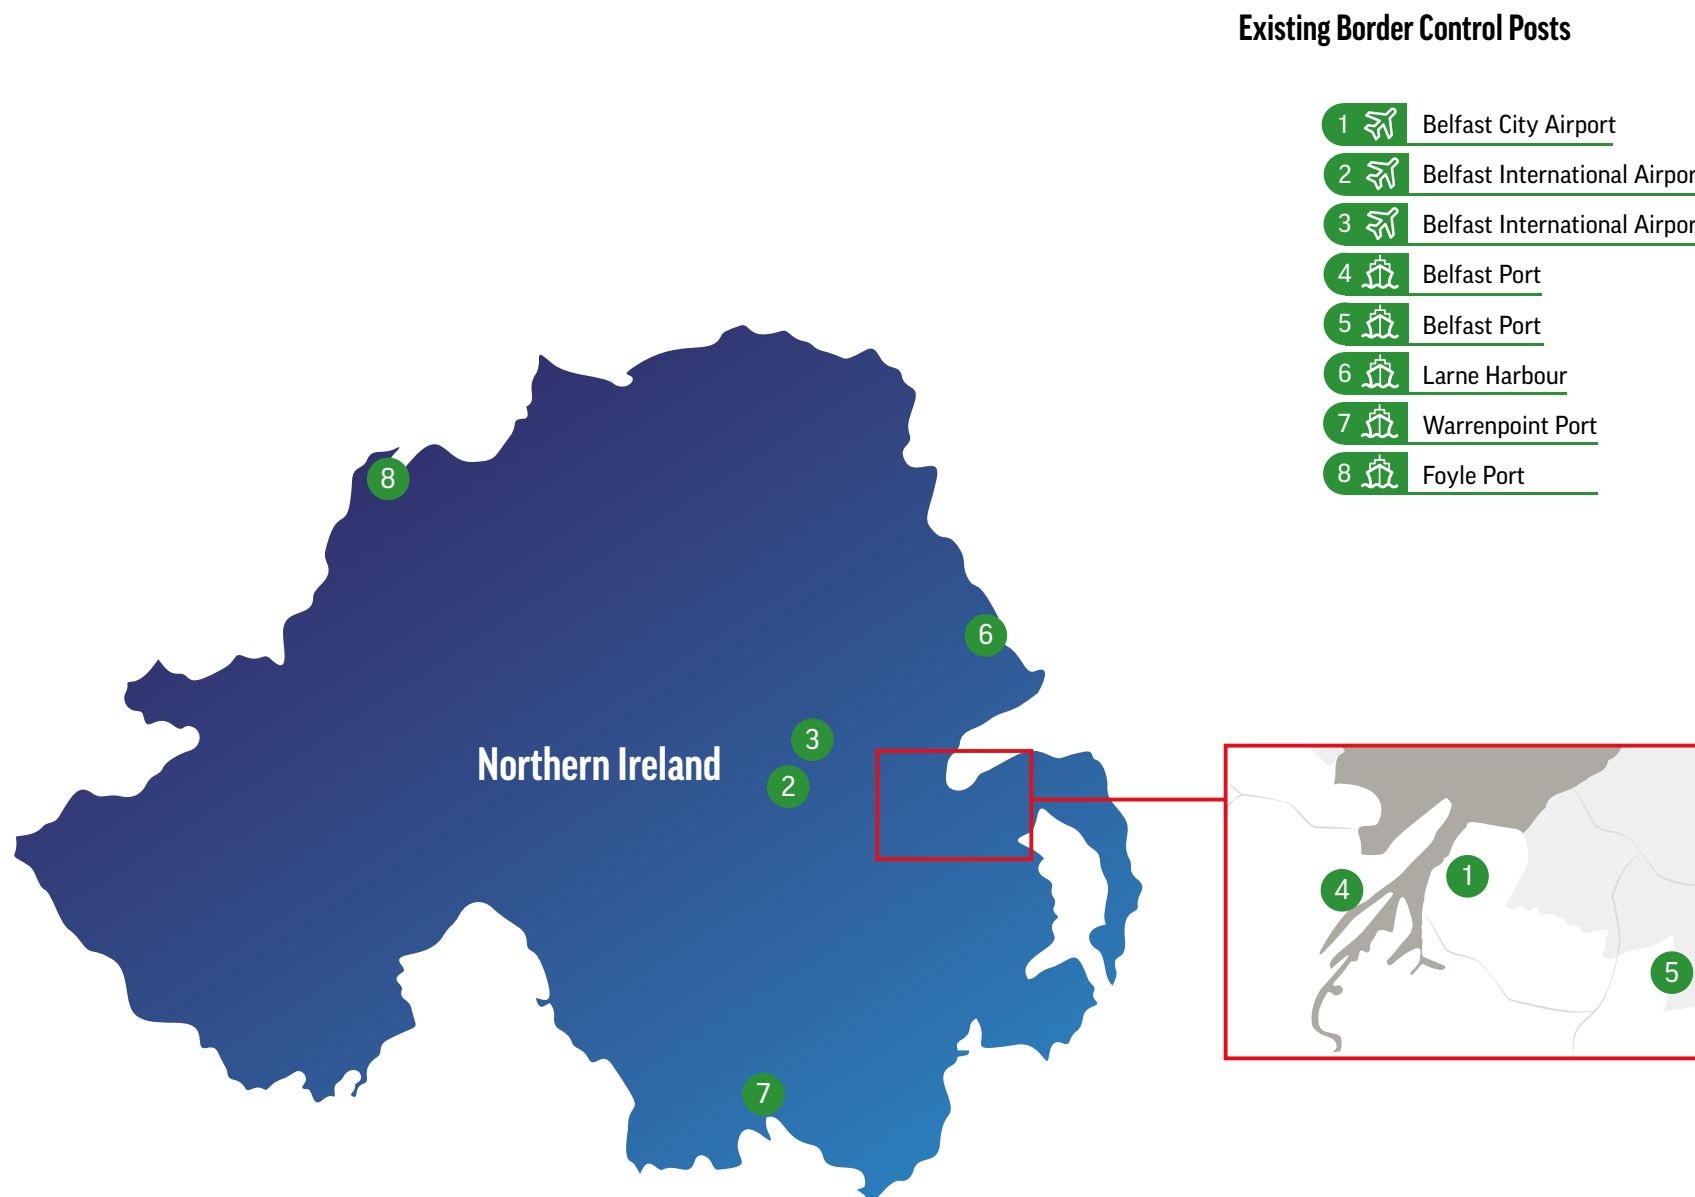 Existing Border Control Posts
1 Belfast City Airport
2 Belfast International Airpor
3 Belfast International Airpor
4 Belfast Port
5 Belfast Port
6 Larne Harbour
7 Warrenpoint Port
8 Foyle Port
8
6
3
Northern Ireland
2
1
4
5
7